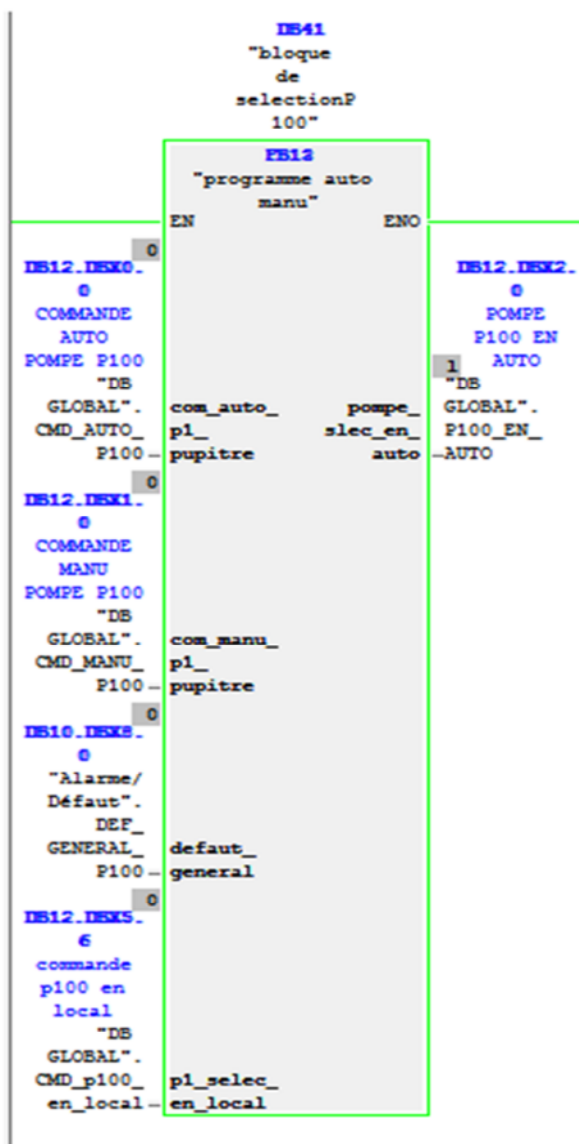 DB41
"bloque
de
selectionP
100"
FB12
"programme auto
manu"
EN ENO
0
DB12.DBX0.
0
COMMANDE
AUTO
POMPE P100
"DB
GLOBAL".
CMD_AUTO_
P100
com_auto_
p1_
pupitre
DB12.DBX2.
0
POMPE
P100 EN
AUTO
1
"DB
GLOBAL".
P100_EN_
AUTO
pompe_
slec_en_
auto
0
DB12.DBX1.
0
COMMANDE
MANU
POMPE P100
"DB
GLOBAL".
CMD_MANU_
P100
com_manu_
p1_
pupitre
0
DB10.DBX8.
0
"Alarme/
Défaut".
DEF_
GENERAL_
P100
defaut_
general
0
DB12.DBX5.
6
commande
p100 en
local
"DB
GLOBAL".
CMD_p100_
en_local
p1_selec_
en_local